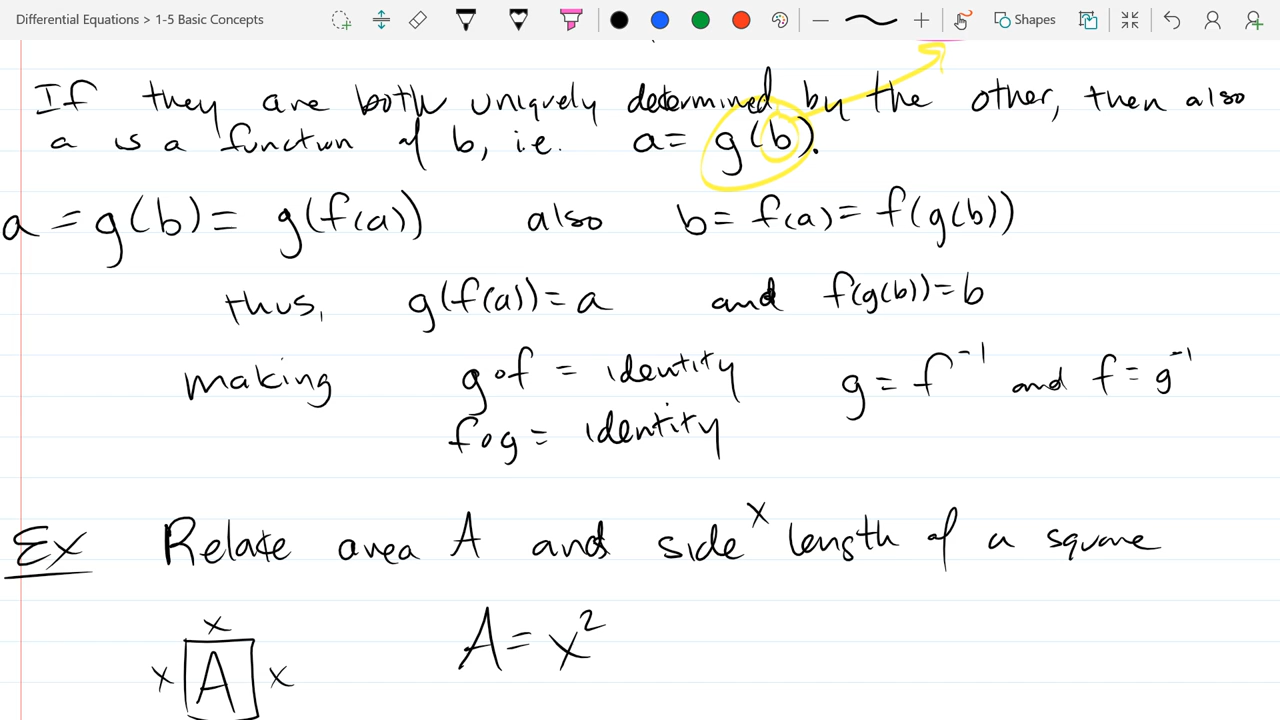 Differential Equations > 1-5 Basic Concepts
Shapes
If they are both uniquely determined by the other, then also
a is a function of b, i.e. a = g(b).
a = g(b) = g(f(a)) also b = f(a) = f(g(b))
thus, g(f(a)) = a and f(g(b)) = b
making g∘f = identity g = f⁻¹ and f = g⁻¹
f∘g = identity
Ex Relate area A and side x length of a square
x
A = x²
x A x